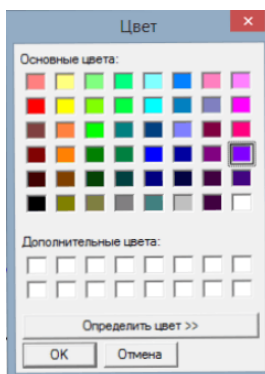 Цвет
Основные цвета:
Дополнительные цвета:
Определить цвет >>
OK
Отмена